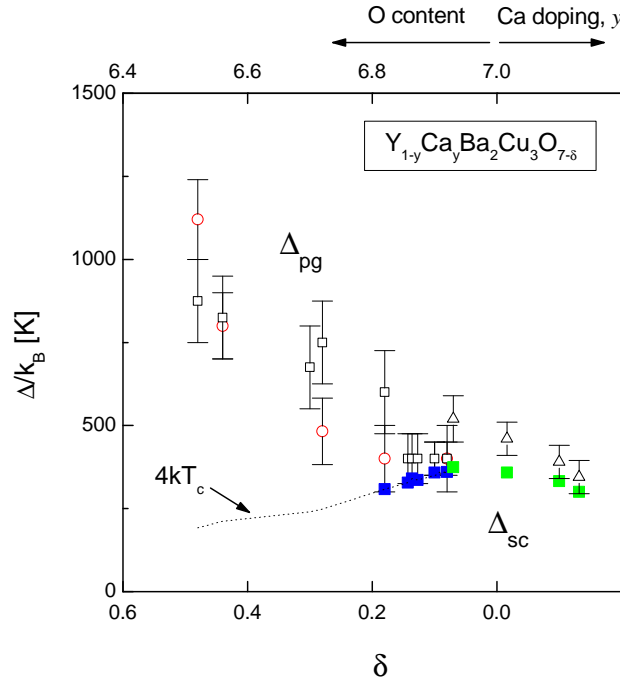 O content
Ca doping, y
6.4 6.6 6.8 7.0
1500
Y1-yCayBa2Cu3O7-δ
Δpg
1000
Δ/kB [K]
500
4kTc
Δsc
0
0.6 0.4 0.2 0.0
δ